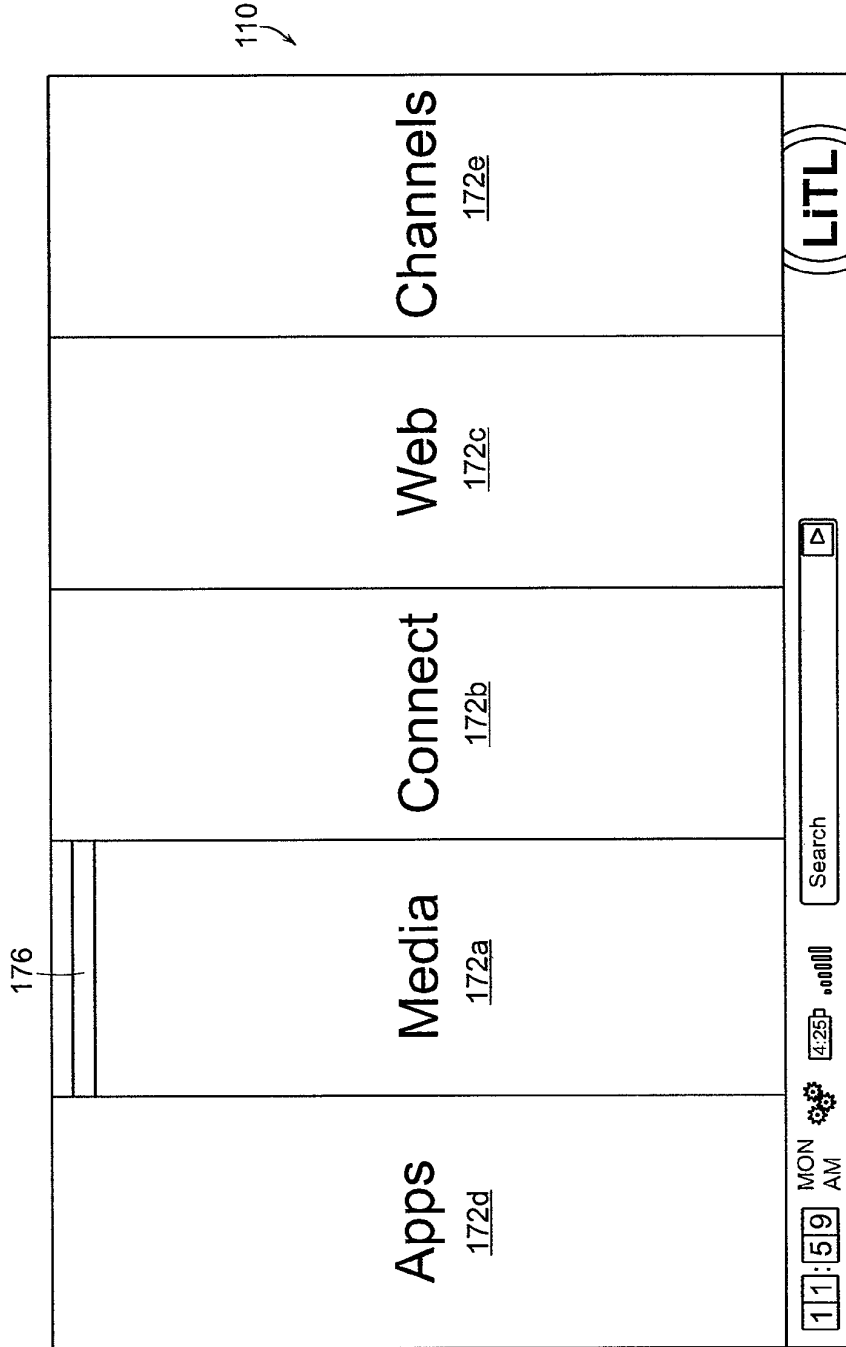 110
176
Apps
172d
Media
172a
Connect
172b
Web
172c
Channels
172e
11:59
MON
AM
4:25
Search
LiTL